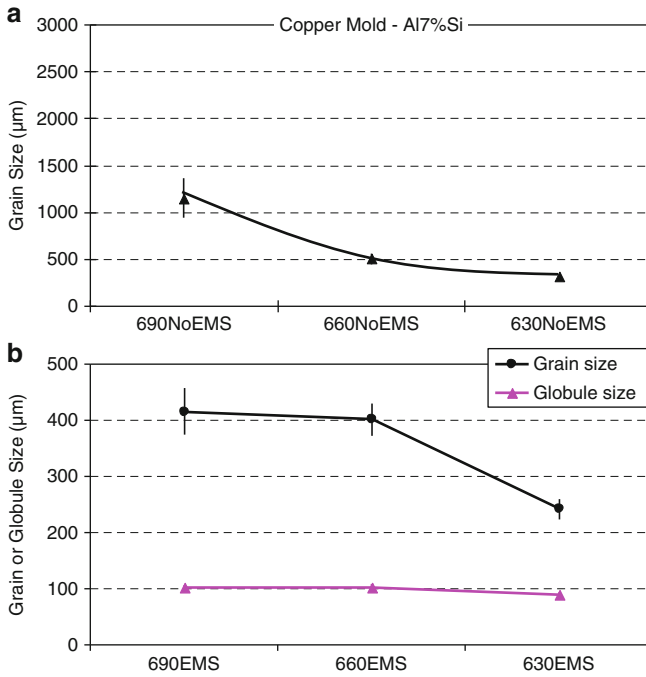 a
Copper Mold - Al7%Si
Grain Size (μm)
3000
2500
2000
1500
1000
500
0
690NoEMS 660NoEMS 630NoEMS
b
Grain or Globule Size (μm)
500
400
300
200
100
0
Grain size
Globule size
690EMS 660EMS 630EMS